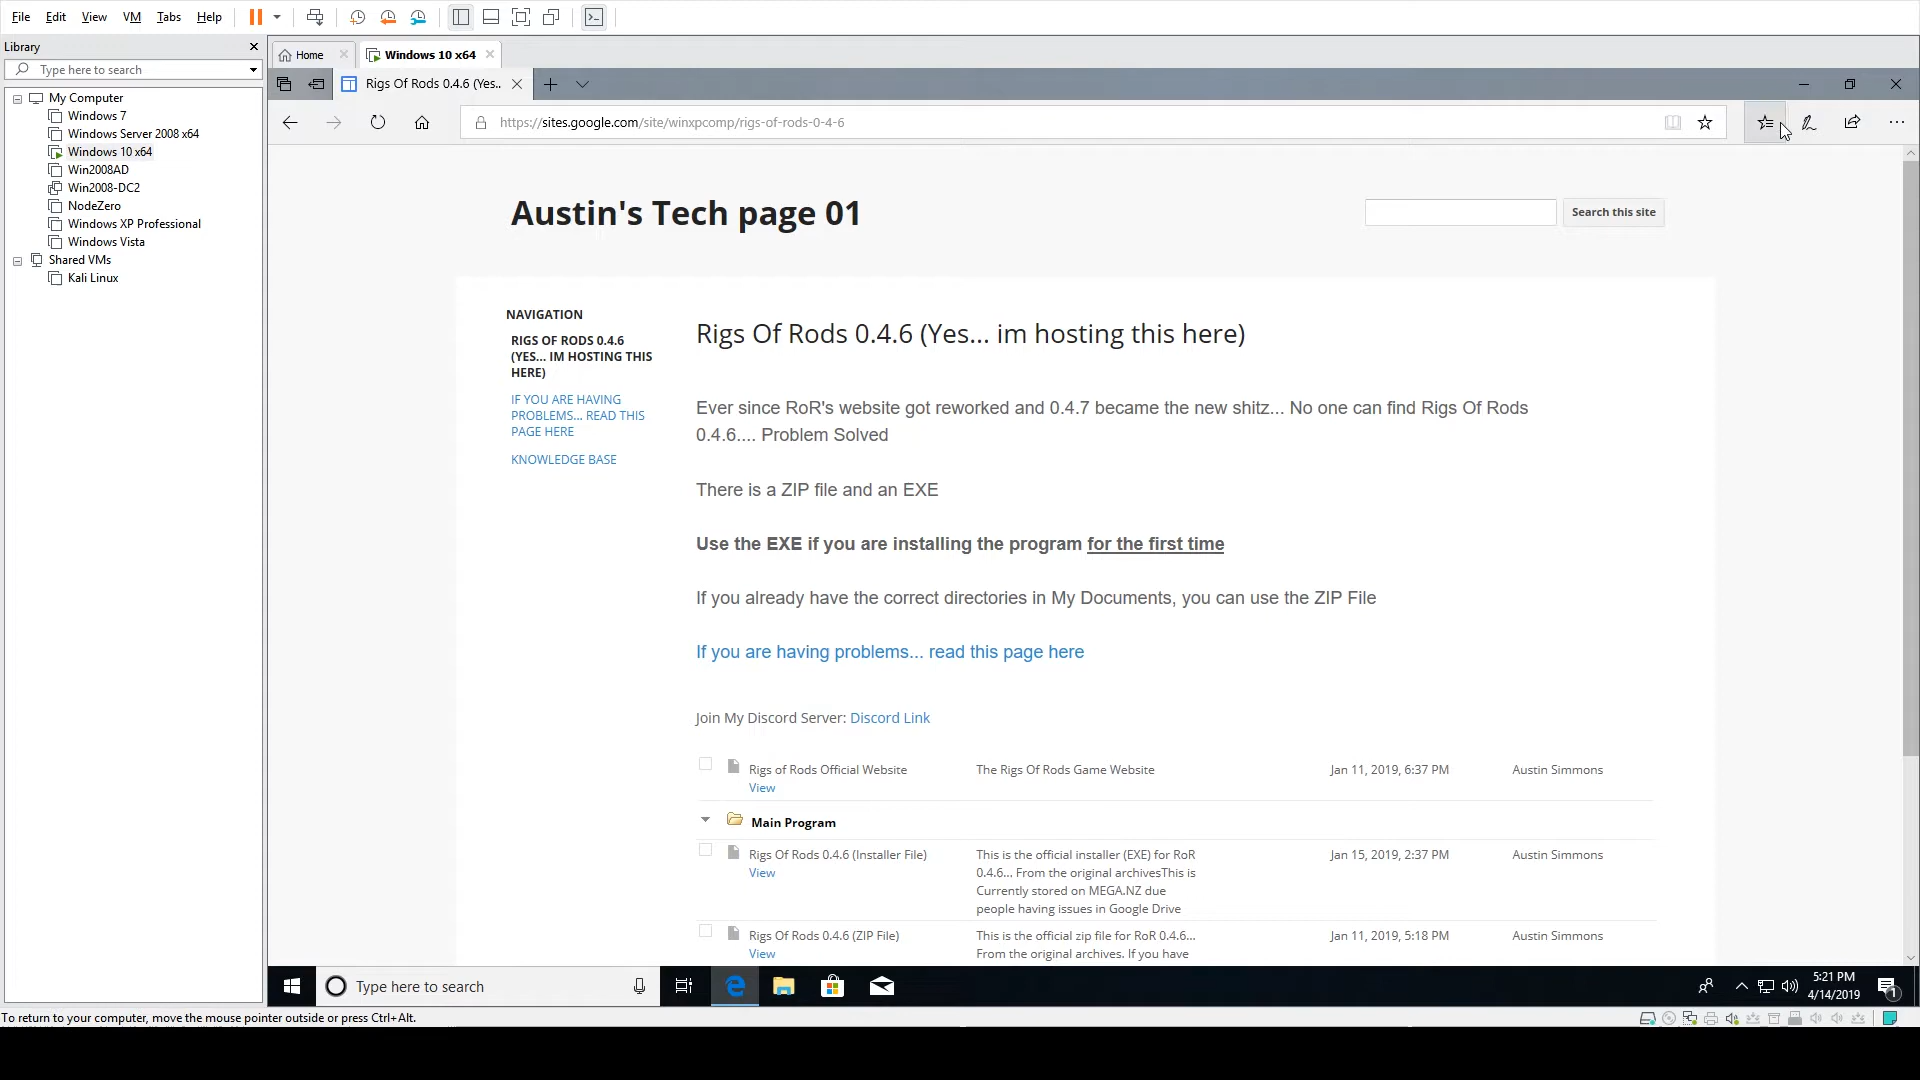 File Edit View VM Tabs Help
Library
Type here to search
My Computer
Windows 7
Windows Server 2008 x64
Windows 10 x64
Win2008AD
Win2008-DC2
NodeZero
Windows XP Professional
Windows Vista
Shared VMs
Kali Linux
Home
Windows 10 x64
Rigs Of Rods 0.4.6 (Yes..
https://sites.google.com/site/winxpcomp/rigs-of-rods-0-4-6
Austin's Tech page 01
Search this site
NAVIGATION
RIGS OF RODS 0.4.6
(YES... IM HOSTING THIS
HERE)
IF YOU ARE HAVING
PROBLEMS... READ THIS
PAGE HERE
KNOWLEDGE BASE
Rigs Of Rods 0.4.6 (Yes... im hosting this here)
Ever since RoR's website got reworked and 0.4.7 became the new shitz... No one can find Rigs Of Rods
0.4.6.... Problem Solved
There is a ZIP file and an EXE
Use the EXE if you are installing the program for the first time
If you already have the correct directories in My Documents, you can use the ZIP File
If you are having problems... read this page here
Join My Discord Server: Discord Link
Rigs of Rods Official Website The Rigs Of Rods Game Website Jan 11, 2019, 6:37 PM Austin Simmons
View
Main Program
Rigs Of Rods 0.4.6 (Installer File) This is the official installer (EXE) for RoR Jan 15, 2019, 2:37 PM Austin Simmons
View 0.4.6... From the original archivesThis is
Currently stored on MEGA.NZ due
people having issues in Google Drive
Rigs Of Rods 0.4.6 (ZIP File) This is the official zip file for RoR 0.4.6... Jan 11, 2019, 5:18 PM Austin Simmons
View From the original archives. If you have
Type here to search
5:21 PM
4/14/2019
1
To return to your computer, move the mouse pointer outside or press Ctrl+Alt.